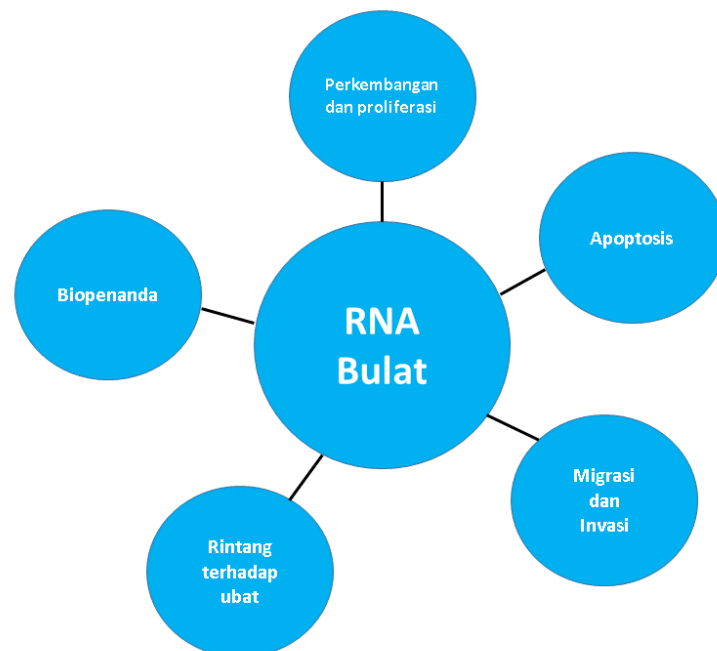 Perkembangan
dan proliferasi
Apoptosis
Biopenanda
RNA
Bulat
Migrasi
dan
Invasi
Rintang
terhadap
ubat